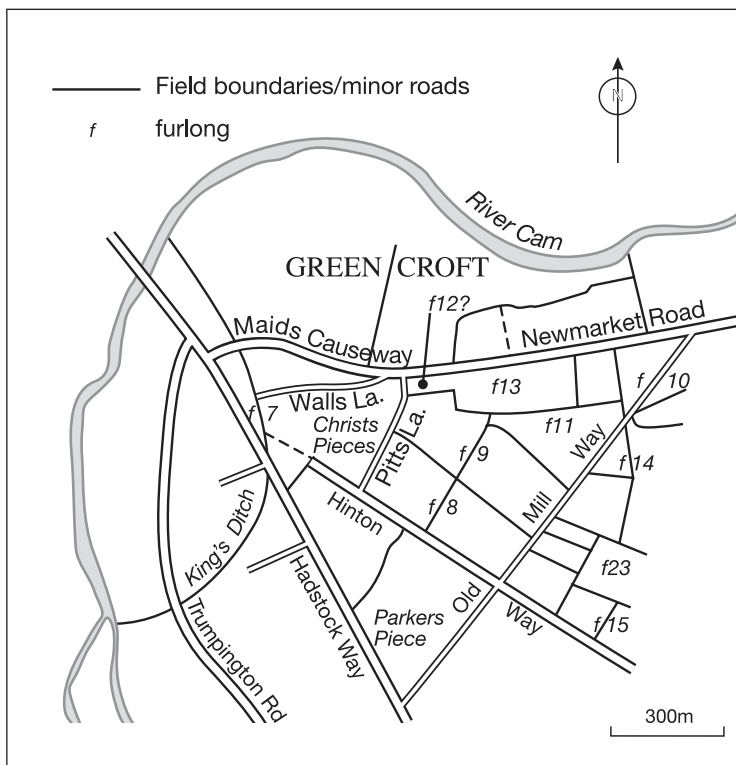 Field boundaries/minor roads
N
f furlong
River Cam
GREEN CROFT
f12?
Maids Causeway
Newmarket Road
Walls La.
f 7
Christs
Pieces
Pitts La.
f13
f 10
f11
f 9
f 14
f 8
Hinton Way
Old Mill Way
King's Ditch
Hadstock Way
Trumpington Rd
Parkers
Piece
f23
f 15
300m